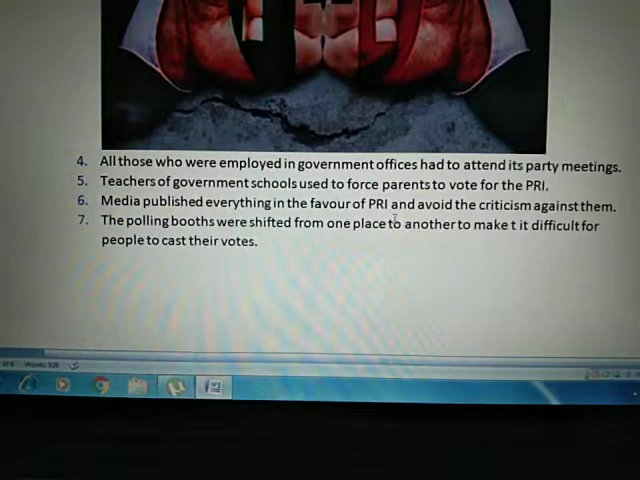 4. All those who were employed in government offices had to attend its party meetings.
5. Teachers of government schools used to force parents to vote for the PRI.
6. Media published everything in the favour of PRI and avoid the criticism against them.
7. The polling booths were shifted from one place to another to make t it difficult for
people to cast their votes.